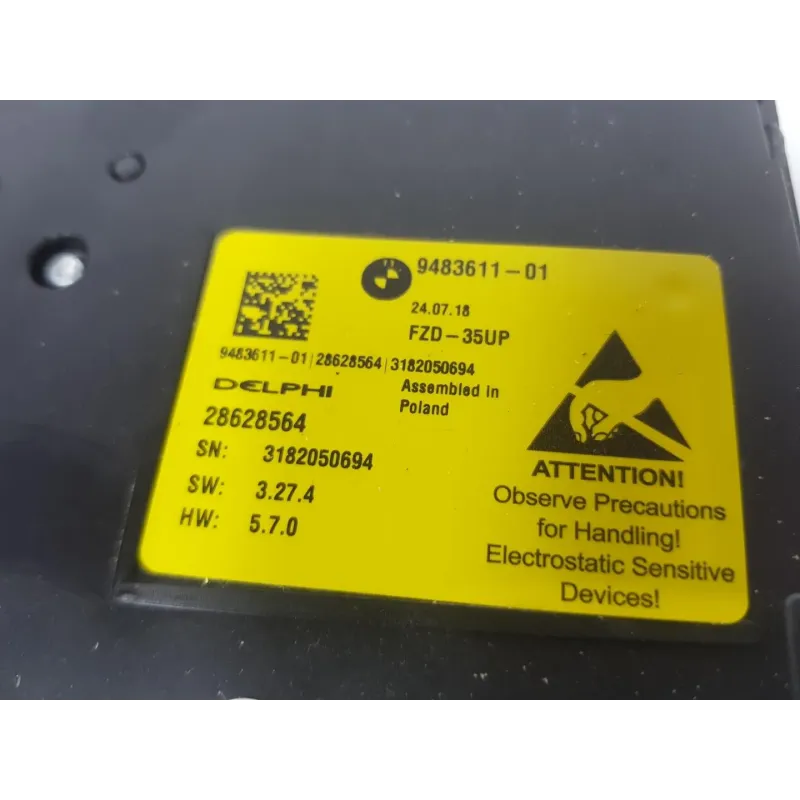 9483611-01
24.07.18
FZD-35UP
9483611-01|28628564|3182050694
DELPHI
Assembled in
Poland
28628564
SN: 3182050694
SW: 3.27.4
HW: 5.7.0
ATTENTION!
Observe Precautions
for Handling!
Electrostatic Sensitive
Devices!